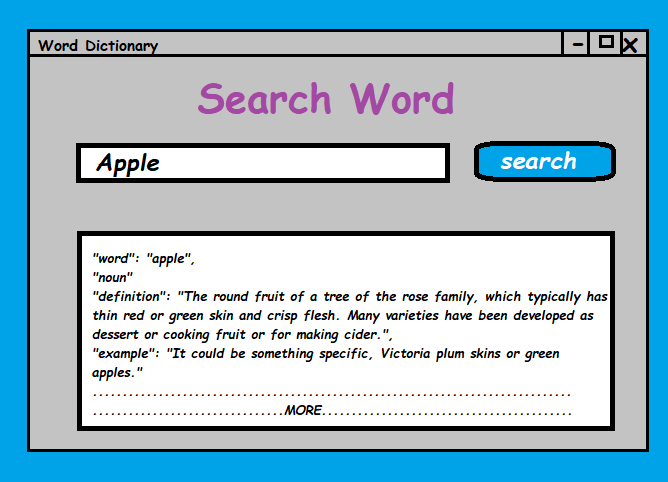 Word Dictionary
Search Word
Apple
search
"word": "apple",
"noun"
"definition": "The round fruit of a tree of the rose family, which typically has
thin red or green skin and crisp flesh. Many varieties have been developed as
dessert or cooking fruit or for making cider.",
"example": "It could be something specific, Victoria plum skins or green
apples."
................................................................................
................................MORE..........................................